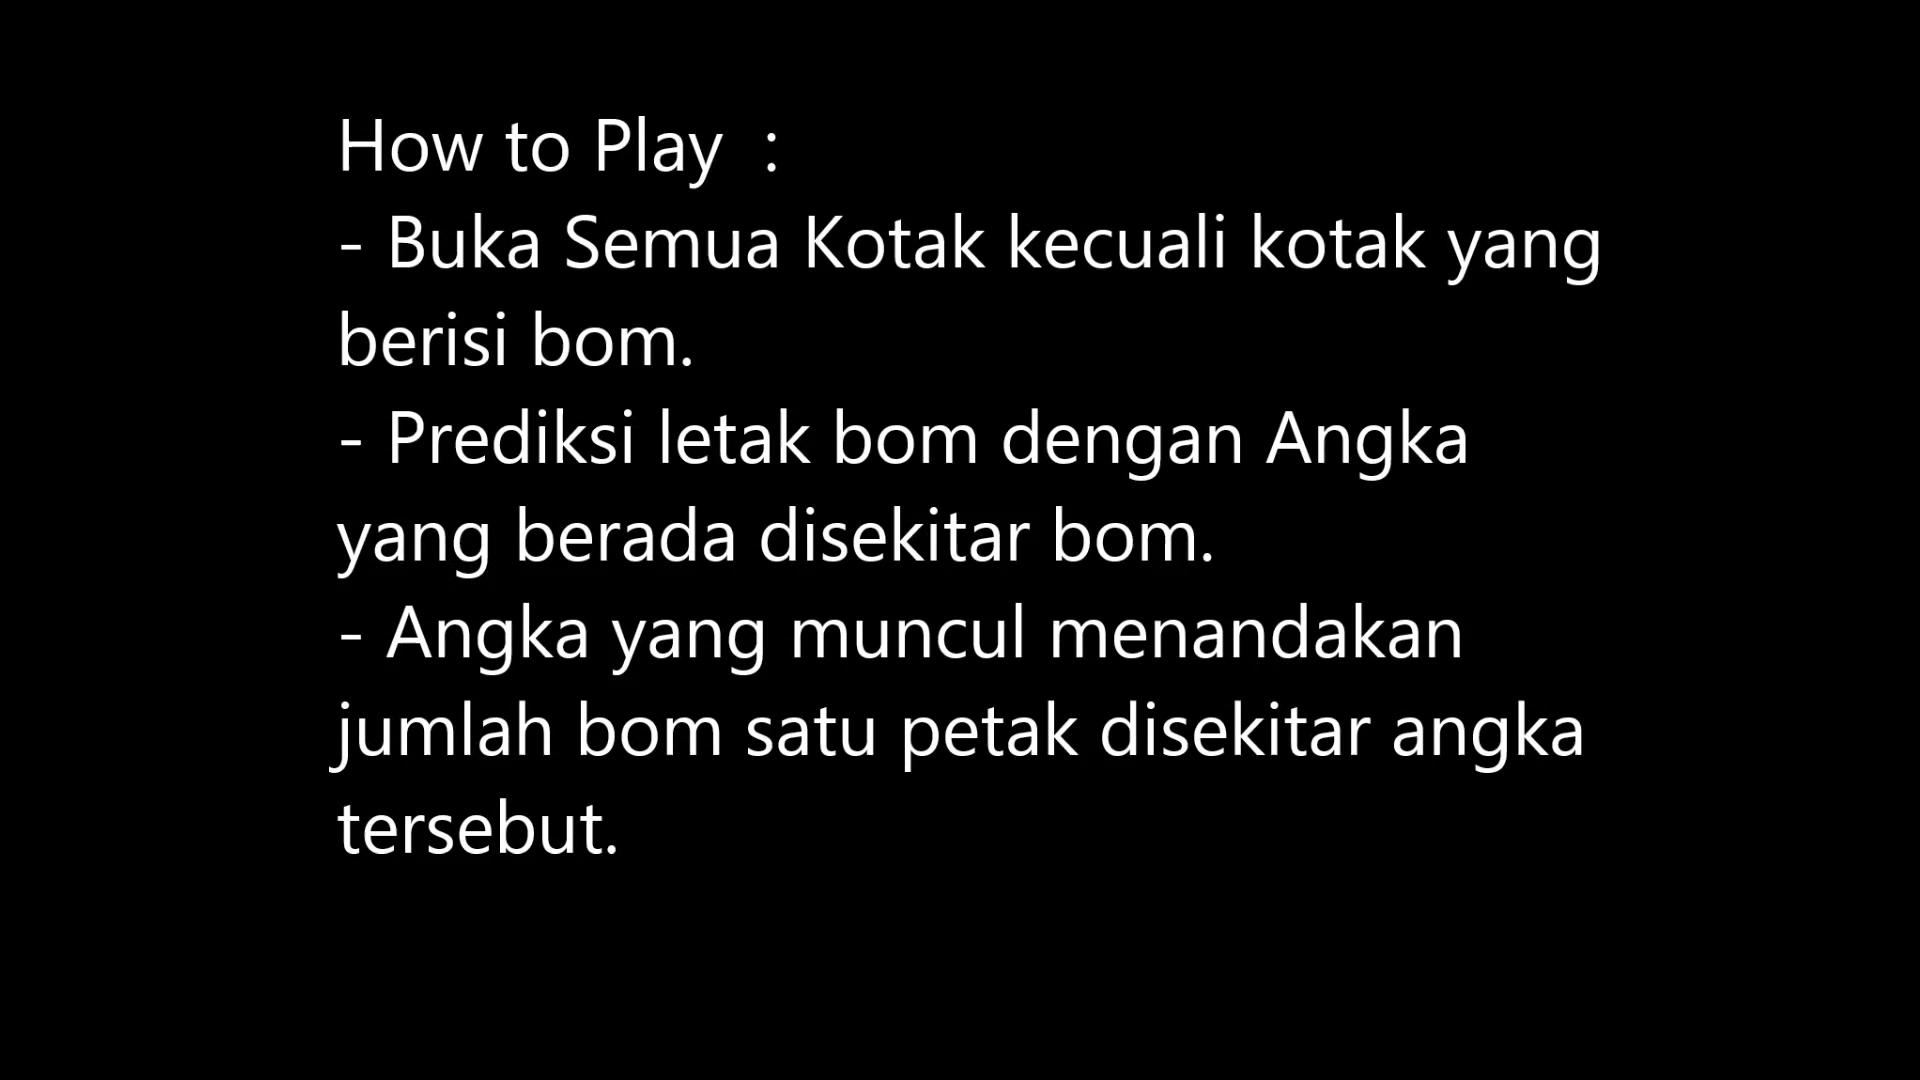 How to Play  :
- Buka Semua Kotak kecuali kotak yang
berisi bom.
- Prediksi letak bom dengan Angka
yang berada disekitar bom.
- Angka yang muncul menandakan
jumlah bom satu petak disekitar angka
tersebut.